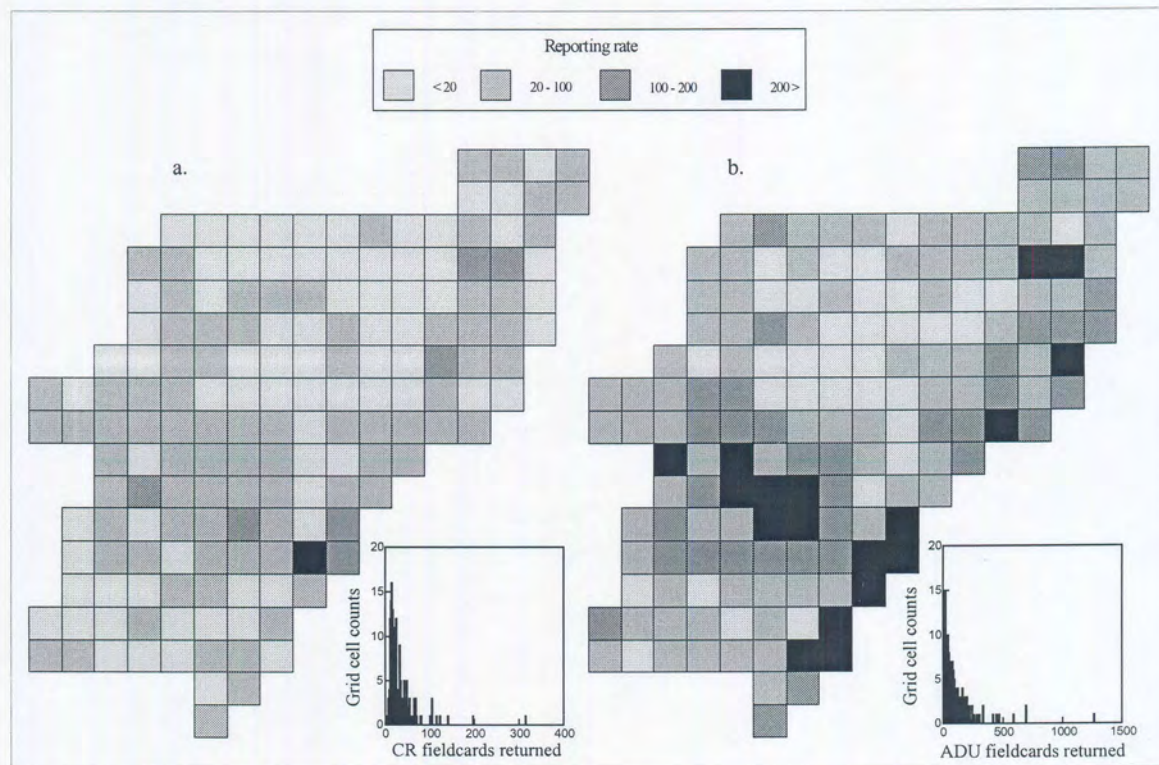 Reporting rate
< 20 20 - 100 100 - 200 200 >
a.
b.
Grid cell counts
20
15
10
5
0
0 100 200 300 400
CR fieldcards returned
Grid cell counts
20
15
10
5
0
0 500 1000 1500
ADU fieldcards returned